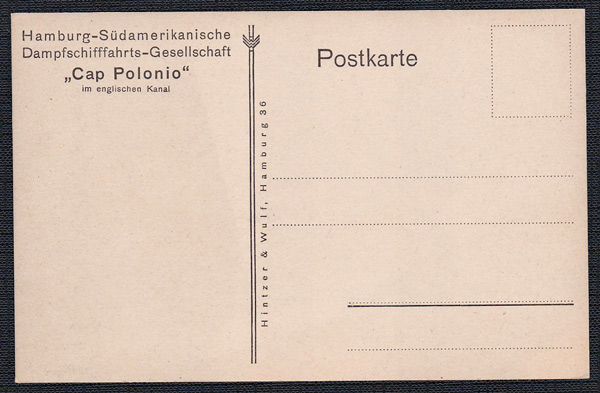 Hamburg-Südamerikanische
Dampfschifffahrts-Gesellschaft
„Cap Polonio“
im englischen Kanal
Postkarte
Hintzer & Wulf, Hamburg 36